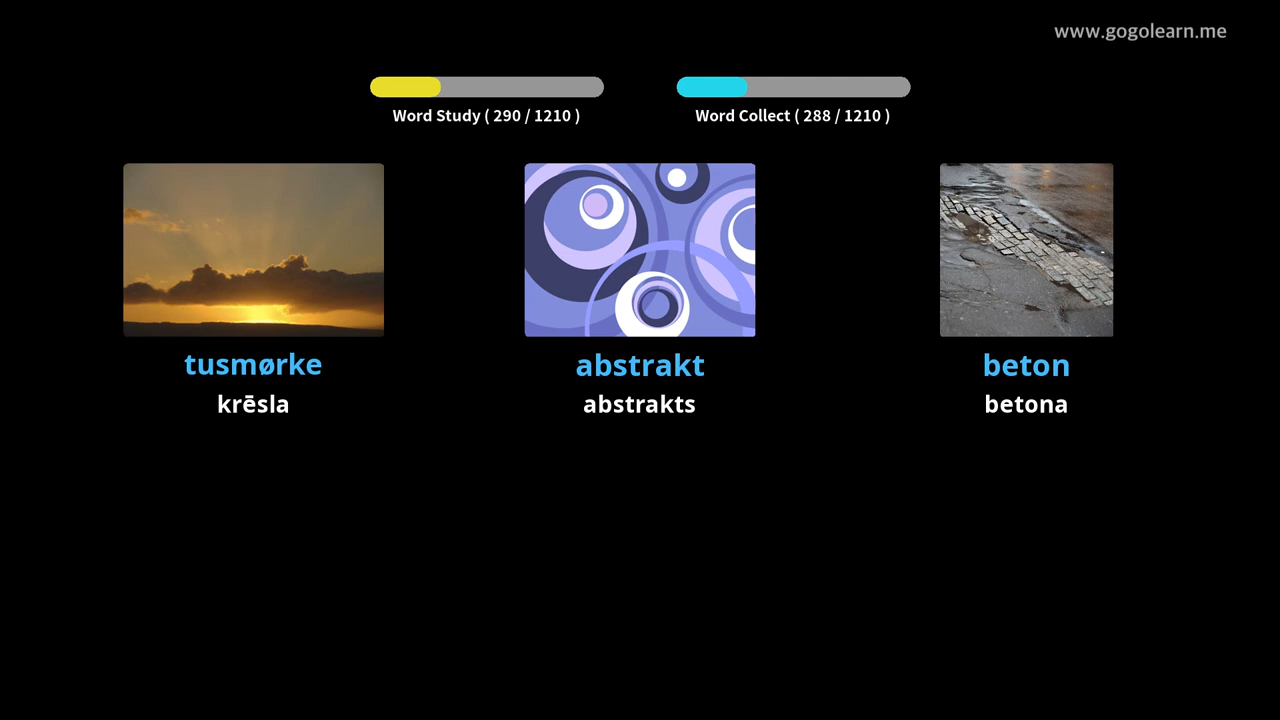 www.gogolearn.me
Word Study ( 290 / 1210 )
Word Collect ( 288 / 1210 )
tusmørke
krēsla
abstrakt
abstrakts
beton
betona